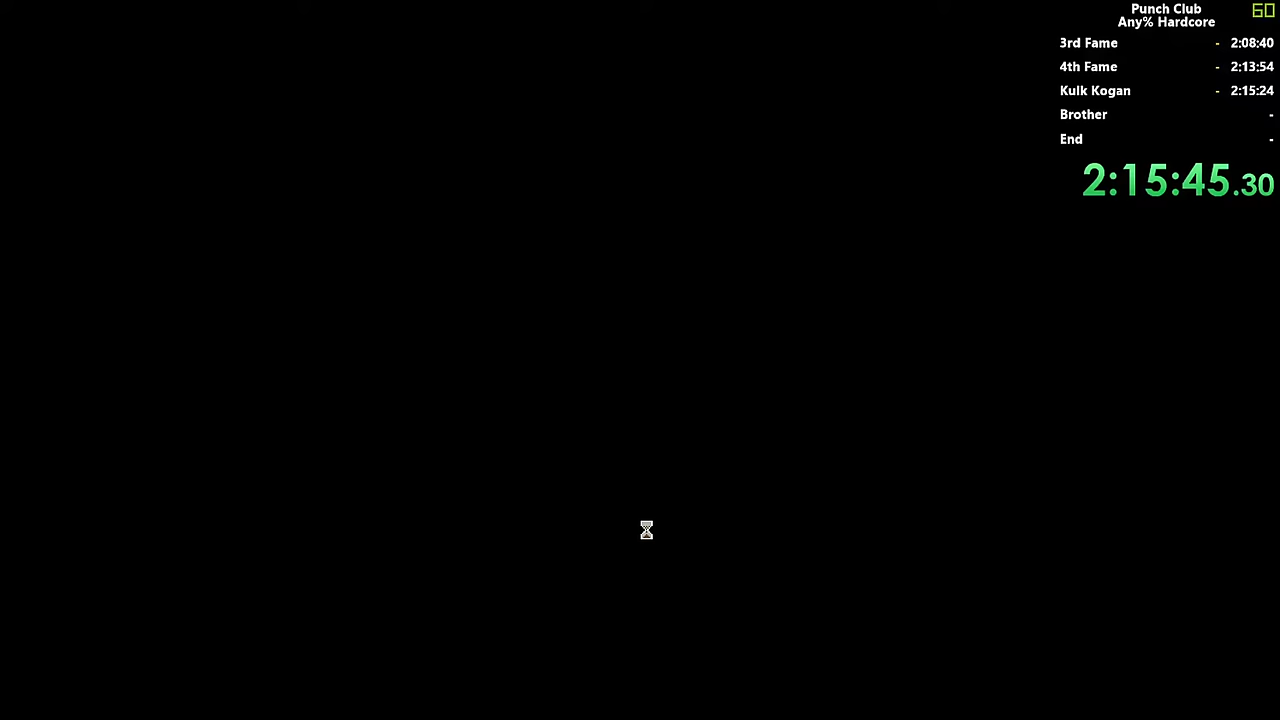 Punch Club
60
Any% Hardcore
3rd Fame - 2:08:40
4th Fame - 2:13:54
Kulk Kogan - 2:15:24
Brother -
End -
2:15:45.30